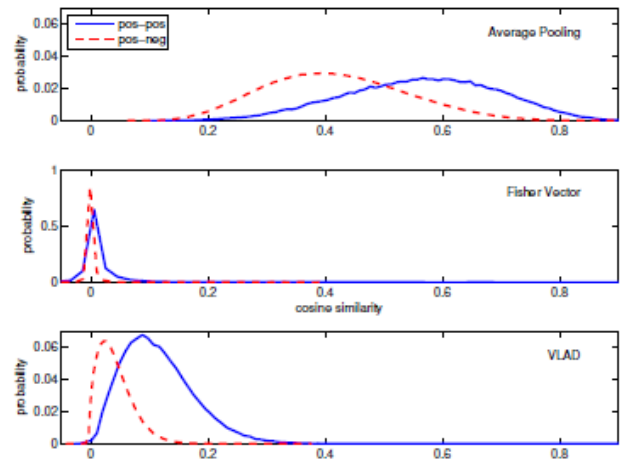 0.06
0.04
0.02
0
probability
pos-pos
pos-neg
Average Pooling
0 0.2 0.4 0.6 0.8
1
0.5
0
probability
Fisher Vector
0 0.2 0.4 0.6 0.8
cosine similarity
0.06
0.04
0.02
0
probability
VLAD
0 0.2 0.4 0.6 0.8